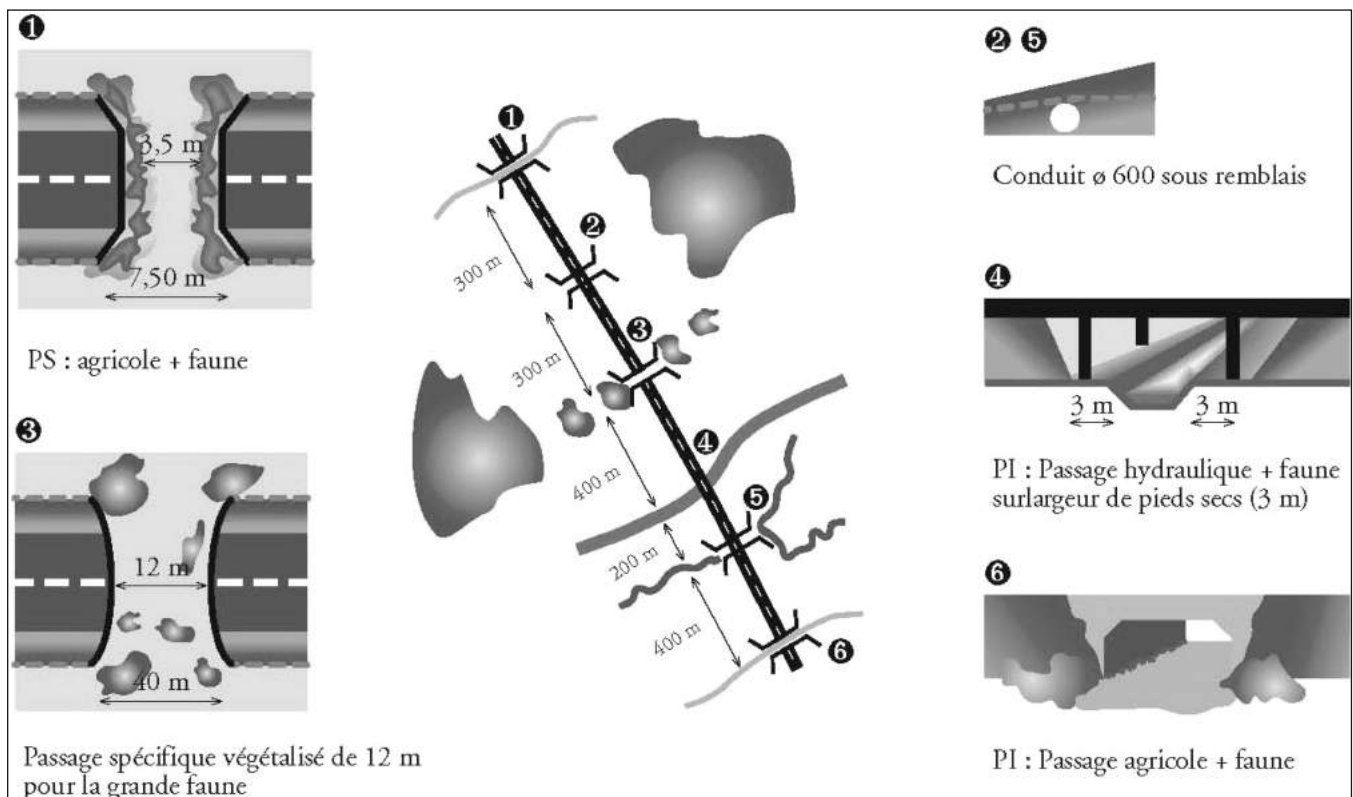 ❶
3,5 m
7,50 m
PS : agricole + faune
❸
12 m
40 m
Passage spécifique végétalisé de 12 m
pour la grande faune
❶
❷
❸
❹
❺
❻
300 m
300 m
400 m
200 m
400 m
❷ ❺
Conduit ø 600 sous remblais
❹
3 m
3 m
PI : Passage hydraulique + faune
surlargeur de pieds secs (3 m)
❻
PI : Passage agricole + faune